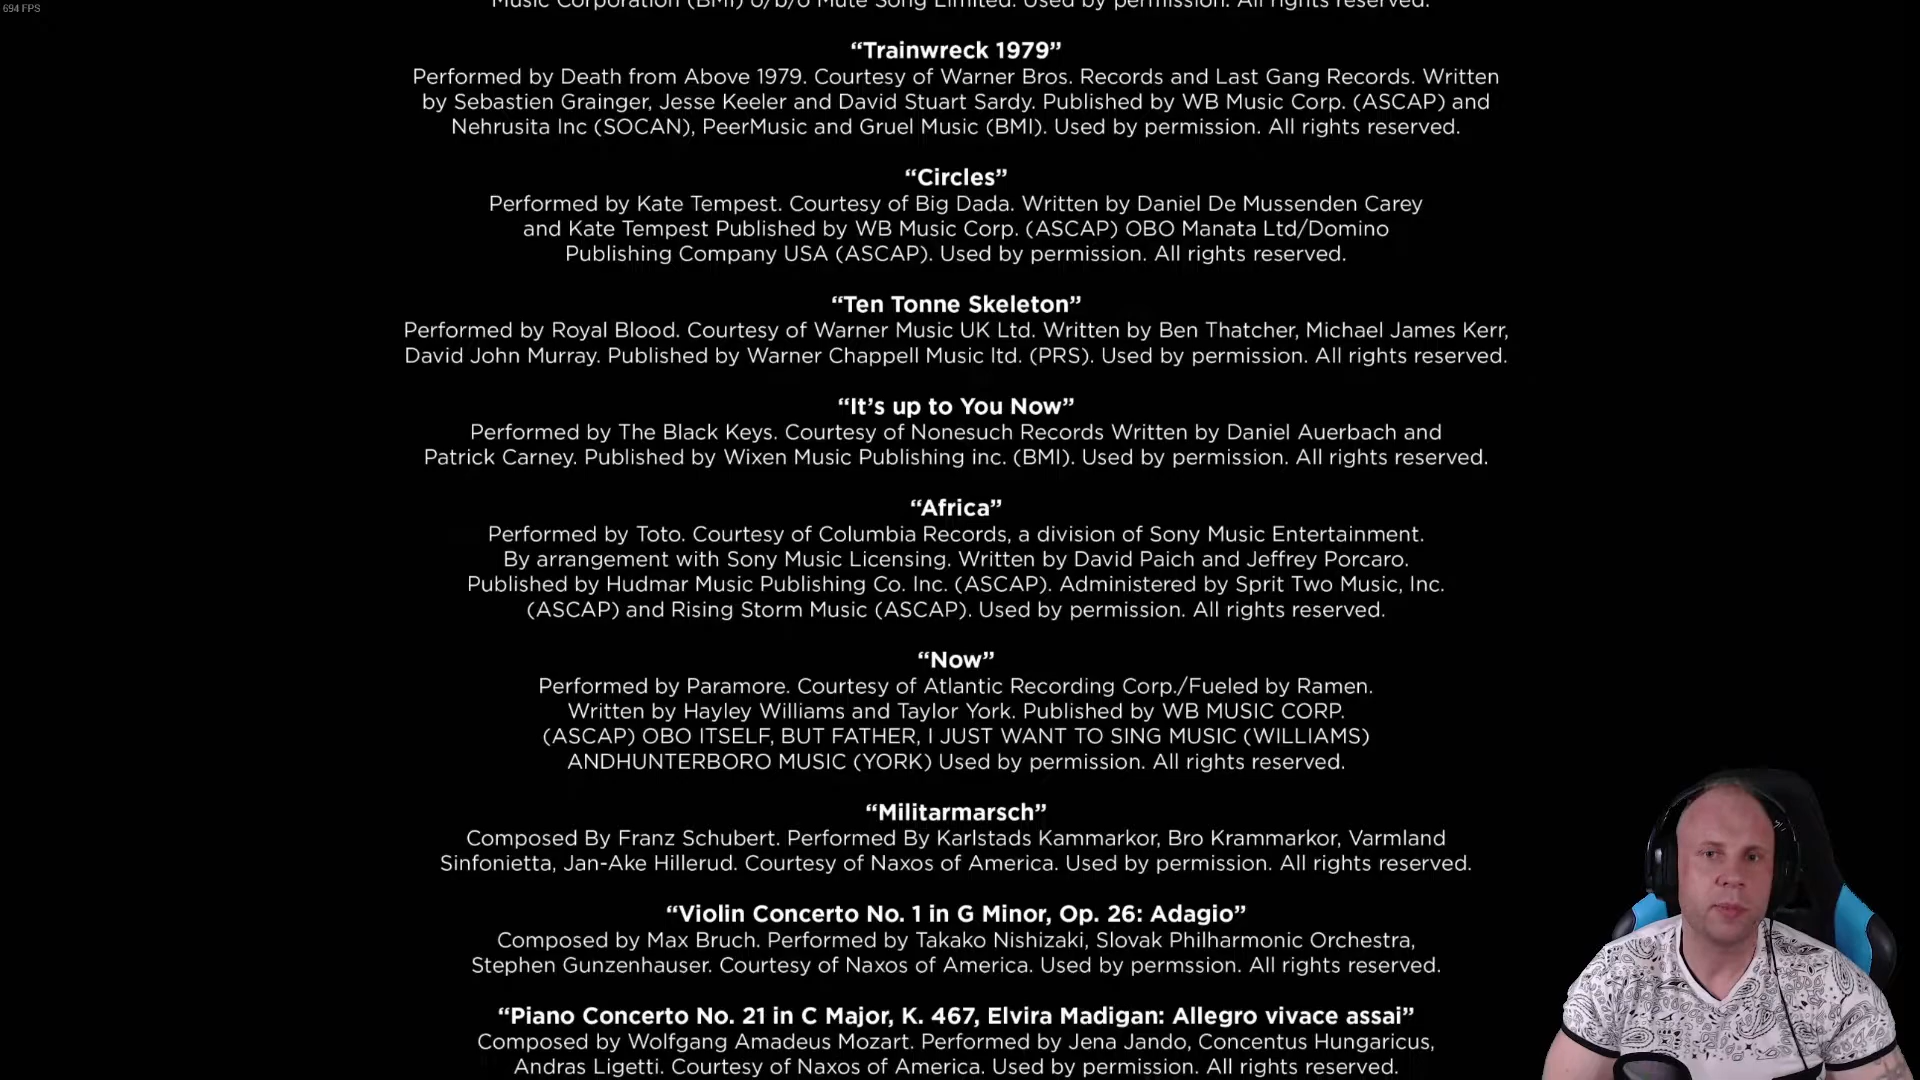 694 FPS
Music Corporation (BMI) o/b/o Mute Song Limited. Used by permission. All rights reserved.
“Trainwreck 1979”
Performed by Death from Above 1979. Courtesy of Warner Bros. Records and Last Gang Records. Written
by Sebastien Grainger, Jesse Keeler and David Stuart Sardy. Published by WB Music Corp. (ASCAP) and
Nehrusita Inc (SOCAN), PeerMusic and Gruel Music (BMI). Used by permission. All rights reserved.
“Circles”
Performed by Kate Tempest. Courtesy of Big Dada. Written by Daniel De Mussenden Carey
and Kate Tempest Published by WB Music Corp. (ASCAP) OBO Manata Ltd/Domino
Publishing Company USA (ASCAP). Used by permission. All rights reserved.
“Ten Tonne Skeleton”
Performed by Royal Blood. Courtesy of Warner Music UK Ltd. Written by Ben Thatcher, Michael James Kerr,
David John Murray. Published by Warner Chappell Music ltd. (PRS). Used by permission. All rights reserved.
“It’s up to You Now”
Performed by The Black Keys. Courtesy of Nonesuch Records Written by Daniel Auerbach and
Patrick Carney. Published by Wixen Music Publishing inc. (BMI). Used by permission. All rights reserved.
“Africa”
Performed by Toto. Courtesy of Columbia Records, a division of Sony Music Entertainment.
By arrangement with Sony Music Licensing. Written by David Paich and Jeffrey Porcaro.
Published by Hudmar Music Publishing Co. Inc. (ASCAP). Administered by Sprit Two Music, Inc.
(ASCAP) and Rising Storm Music (ASCAP). Used by permission. All rights reserved.
“Now”
Performed by Paramore. Courtesy of Atlantic Recording Corp./Fueled by Ramen.
Written by Hayley Williams and Taylor York. Published by WB MUSIC CORP.
(ASCAP) OBO ITSELF, BUT FATHER, I JUST WANT TO SING MUSIC (WILLIAMS)
ANDHUNTERBORO MUSIC (YORK) Used by permission. All rights reserved.
“Militarmarsch”
Composed By Franz Schubert. Performed By Karlstads Kammarkor, Bro Krammarkor, Varmland
Sinfonietta, Jan-Ake Hillerud. Courtesy of Naxos of America. Used by permission. All rights reserved.
“Violin Concerto No. 1 in G Minor, Op. 26: Adagio”
Composed by Max Bruch. Performed by Takako Nishizaki, Slovak Philharmonic Orchestra,
Stephen Gunzenhauser. Courtesy of Naxos of America. Used by permssion. All rights reserved.
“Piano Concerto No. 21 in C Major, K. 467, Elvira Madigan: Allegro vivace assai”
Composed by Wolfgang Amadeus Mozart. Performed by Jena Jando, Concentus Hungaricus,
Andras Ligetti. Courtesy of Naxos of America. Used by permission. All rights reserved.